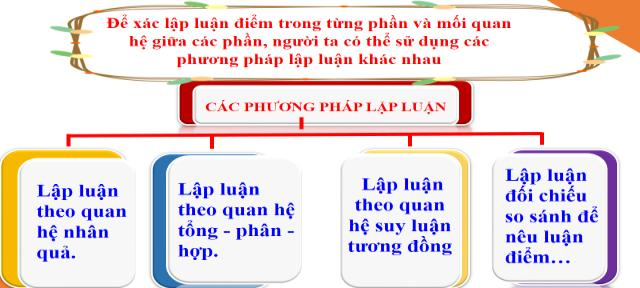 Để xác lập luận điểm trong từng phần và mối quan
hệ giữa các phần, người ta có thể sử dụng các
phương pháp lập luận khác nhau
CÁC PHƯƠNG PHÁP LẬP LUẬN
Lập luận
theo quan
hệ nhân
quả.
Lập luận
theo quan hệ
tổng - phân -
hợp.
Lập luận
theo quan
hệ suy luận
tương đồng
Lập luận
đối chiếu
so sánh để
nêu luận
điểm...